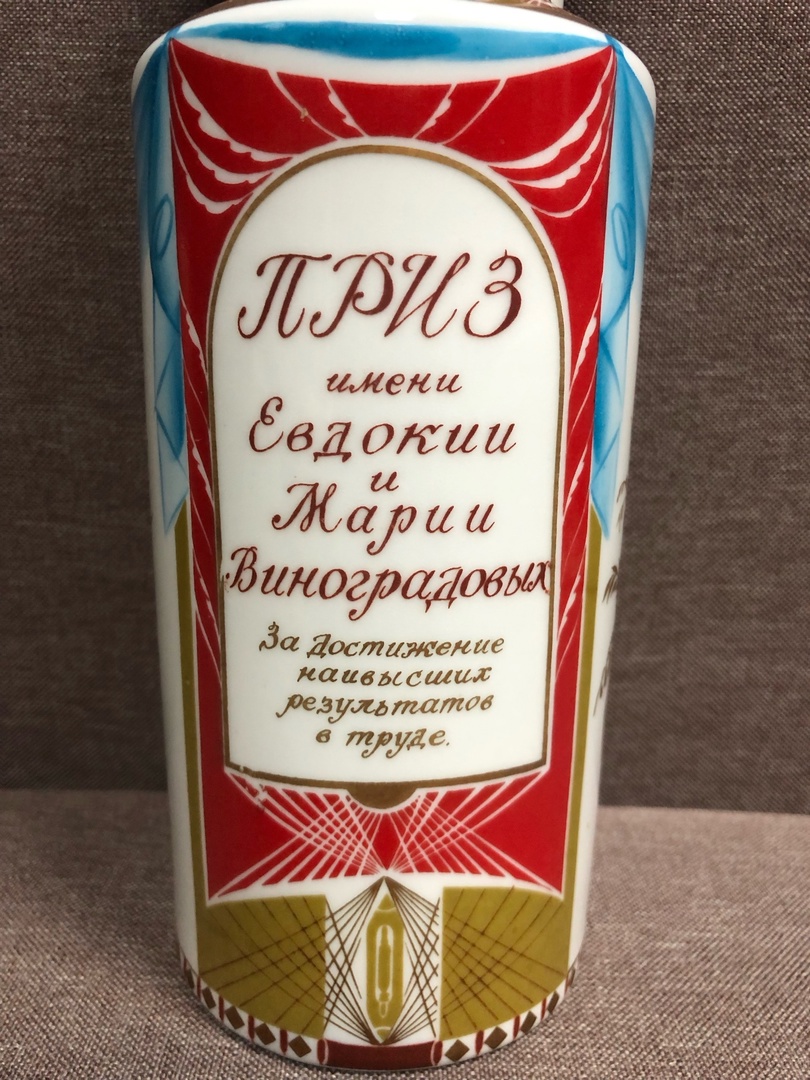 ПРИЗ
имени
Евдокии
и
Марии
Виноградовых
За достижение
наивысших
результатов
в труде.